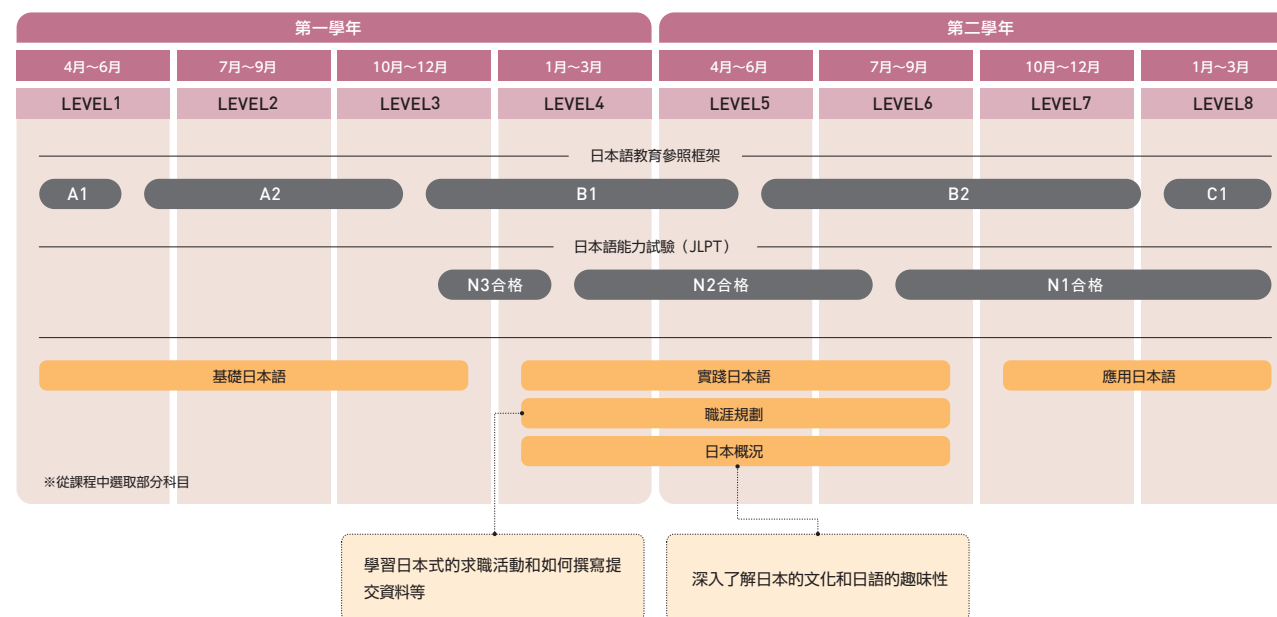 第一學年
第二學年
4月～6月
7月～9月
10月～12月
1月～3月
4月～6月
7月～9月
10月～12月
1月～3月
LEVEL1
LEVEL2
LEVEL3
LEVEL4
LEVEL5
LEVEL6
LEVEL7
LEVEL8
日本語教育參照框架
A1
A2
B1
B2
C1
日本語能力試驗（JLPT）
N3合格
N2合格
N1合格
基礎日本語
實踐日本語
應用日本語
職涯規劃
日本概況
※從課程中選取部分科目
學習日本式的求職活動和如何撰寫提
交資料等
深入了解日本的文化和日語的趣味性